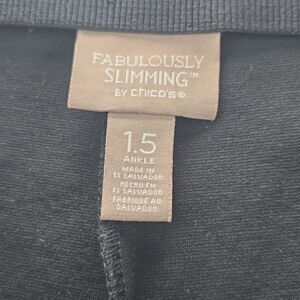 FABULOUSLY
SLIMMING™
BY chico's®
1.5
ANKLE
MADE IN
EL SALVADOR
HECHO EN
EL SALVADOR
FABRIQUÉ AU
SALVADOR